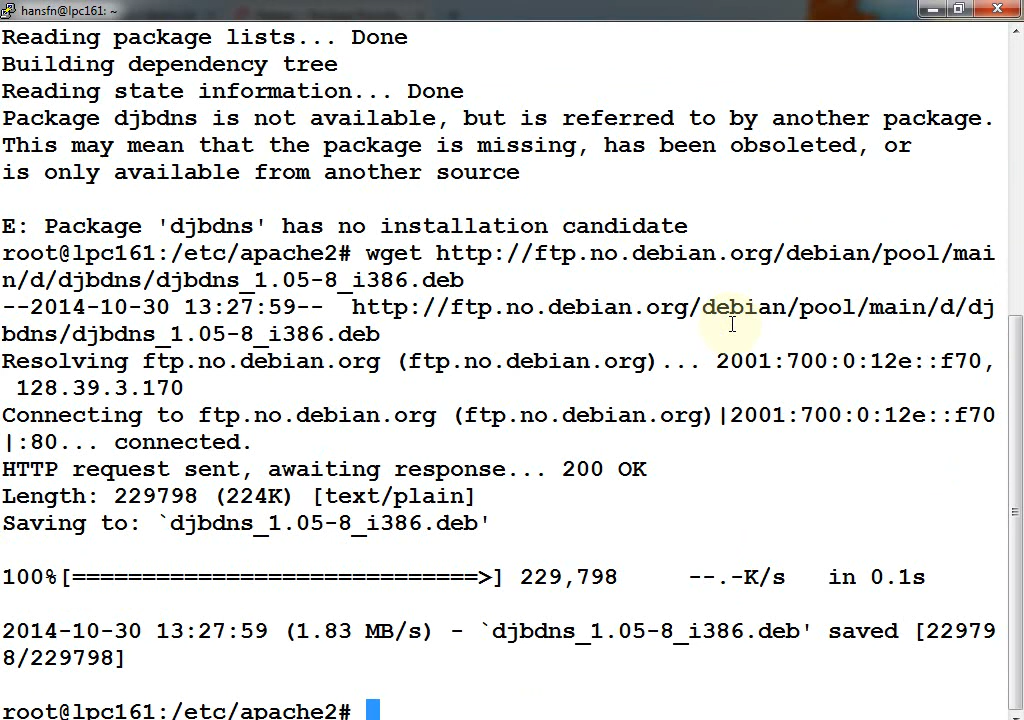 hansfn@lpc161: ~
Reading package lists... Done
Building dependency tree
Reading state information... Done
Package djbdns is not available, but is referred to by another package.
This may mean that the package is missing, has been obsoleted, or
is only available from another source
E: Package 'djbdns' has no installation candidate
root@lpc161:/etc/apache2# wget http://ftp.no.debian.org/debian/pool/mai
n/d/djbdns/djbdns_1.05-8_i386.deb
--2014-10-30 13:27:59--  http://ftp.no.debian.org/debian/pool/main/d/dj
bdns/djbdns_1.05-8_i386.deb
Resolving ftp.no.debian.org (ftp.no.debian.org)... 2001:700:0:12e::f70,
128.39.3.170
Connecting to ftp.no.debian.org (ftp.no.debian.org)|2001:700:0:12e::f70
|:80... connected.
HTTP request sent, awaiting response... 200 OK
Length: 229798 (224K) [text/plain]
Saving to: `djbdns_1.05-8_i386.deb'
100%[=============================>] 229,798     --.-K/s   in 0.1s
2014-10-30 13:27:59 (1.83 MB/s) - `djbdns_1.05-8_i386.deb' saved [22979
8/229798]
root@lpc161:/etc/apache2#